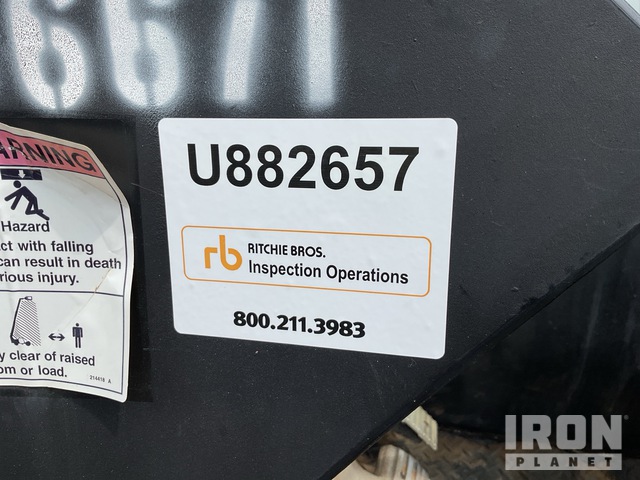 6671
U882657
rb RITCHIE BROS.
Inspection Operations
800.211.3983
ARNING
Hazard
ct with falling
can result in death
rious injury.
y clear of raised
om or load.
214418 A
IRON
PLANET